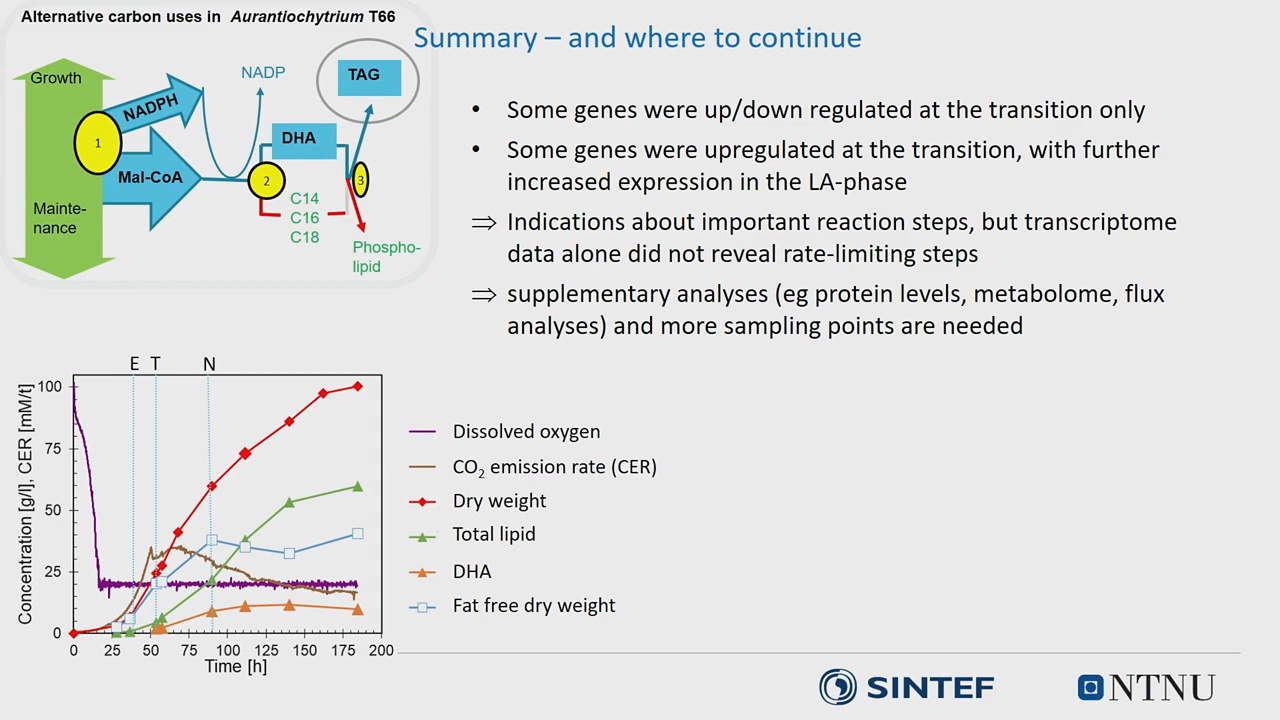 Alternative carbon uses in Aurantiochytrium T66
Summary – and where to continue
Growth
NADPH
NADP
TAG
1
DHA
Mal-CoA
2
3
C14
C16
C18
Mainte-
nance
Phospho-
lipid
• Some genes were up/down regulated at the transition only
• Some genes were upregulated at the transition, with further
increased expression in the LA-phase
⇒ Indications about important reaction steps, but transcriptome
data alone did not reveal rate-limiting steps
⇒ supplementary analyses (eg protein levels, metabolome, flux
analyses) and more sampling points are needed
E T N
Concentration [g/l], CER [mM/t]
100
75
50
25
0
0 25 50 75 100 125 150 175 200
Time [h]
Dissolved oxygen
CO₂ emission rate (CER)
Dry weight
Total lipid
DHA
Fat free dry weight
SINTEF
NTNU